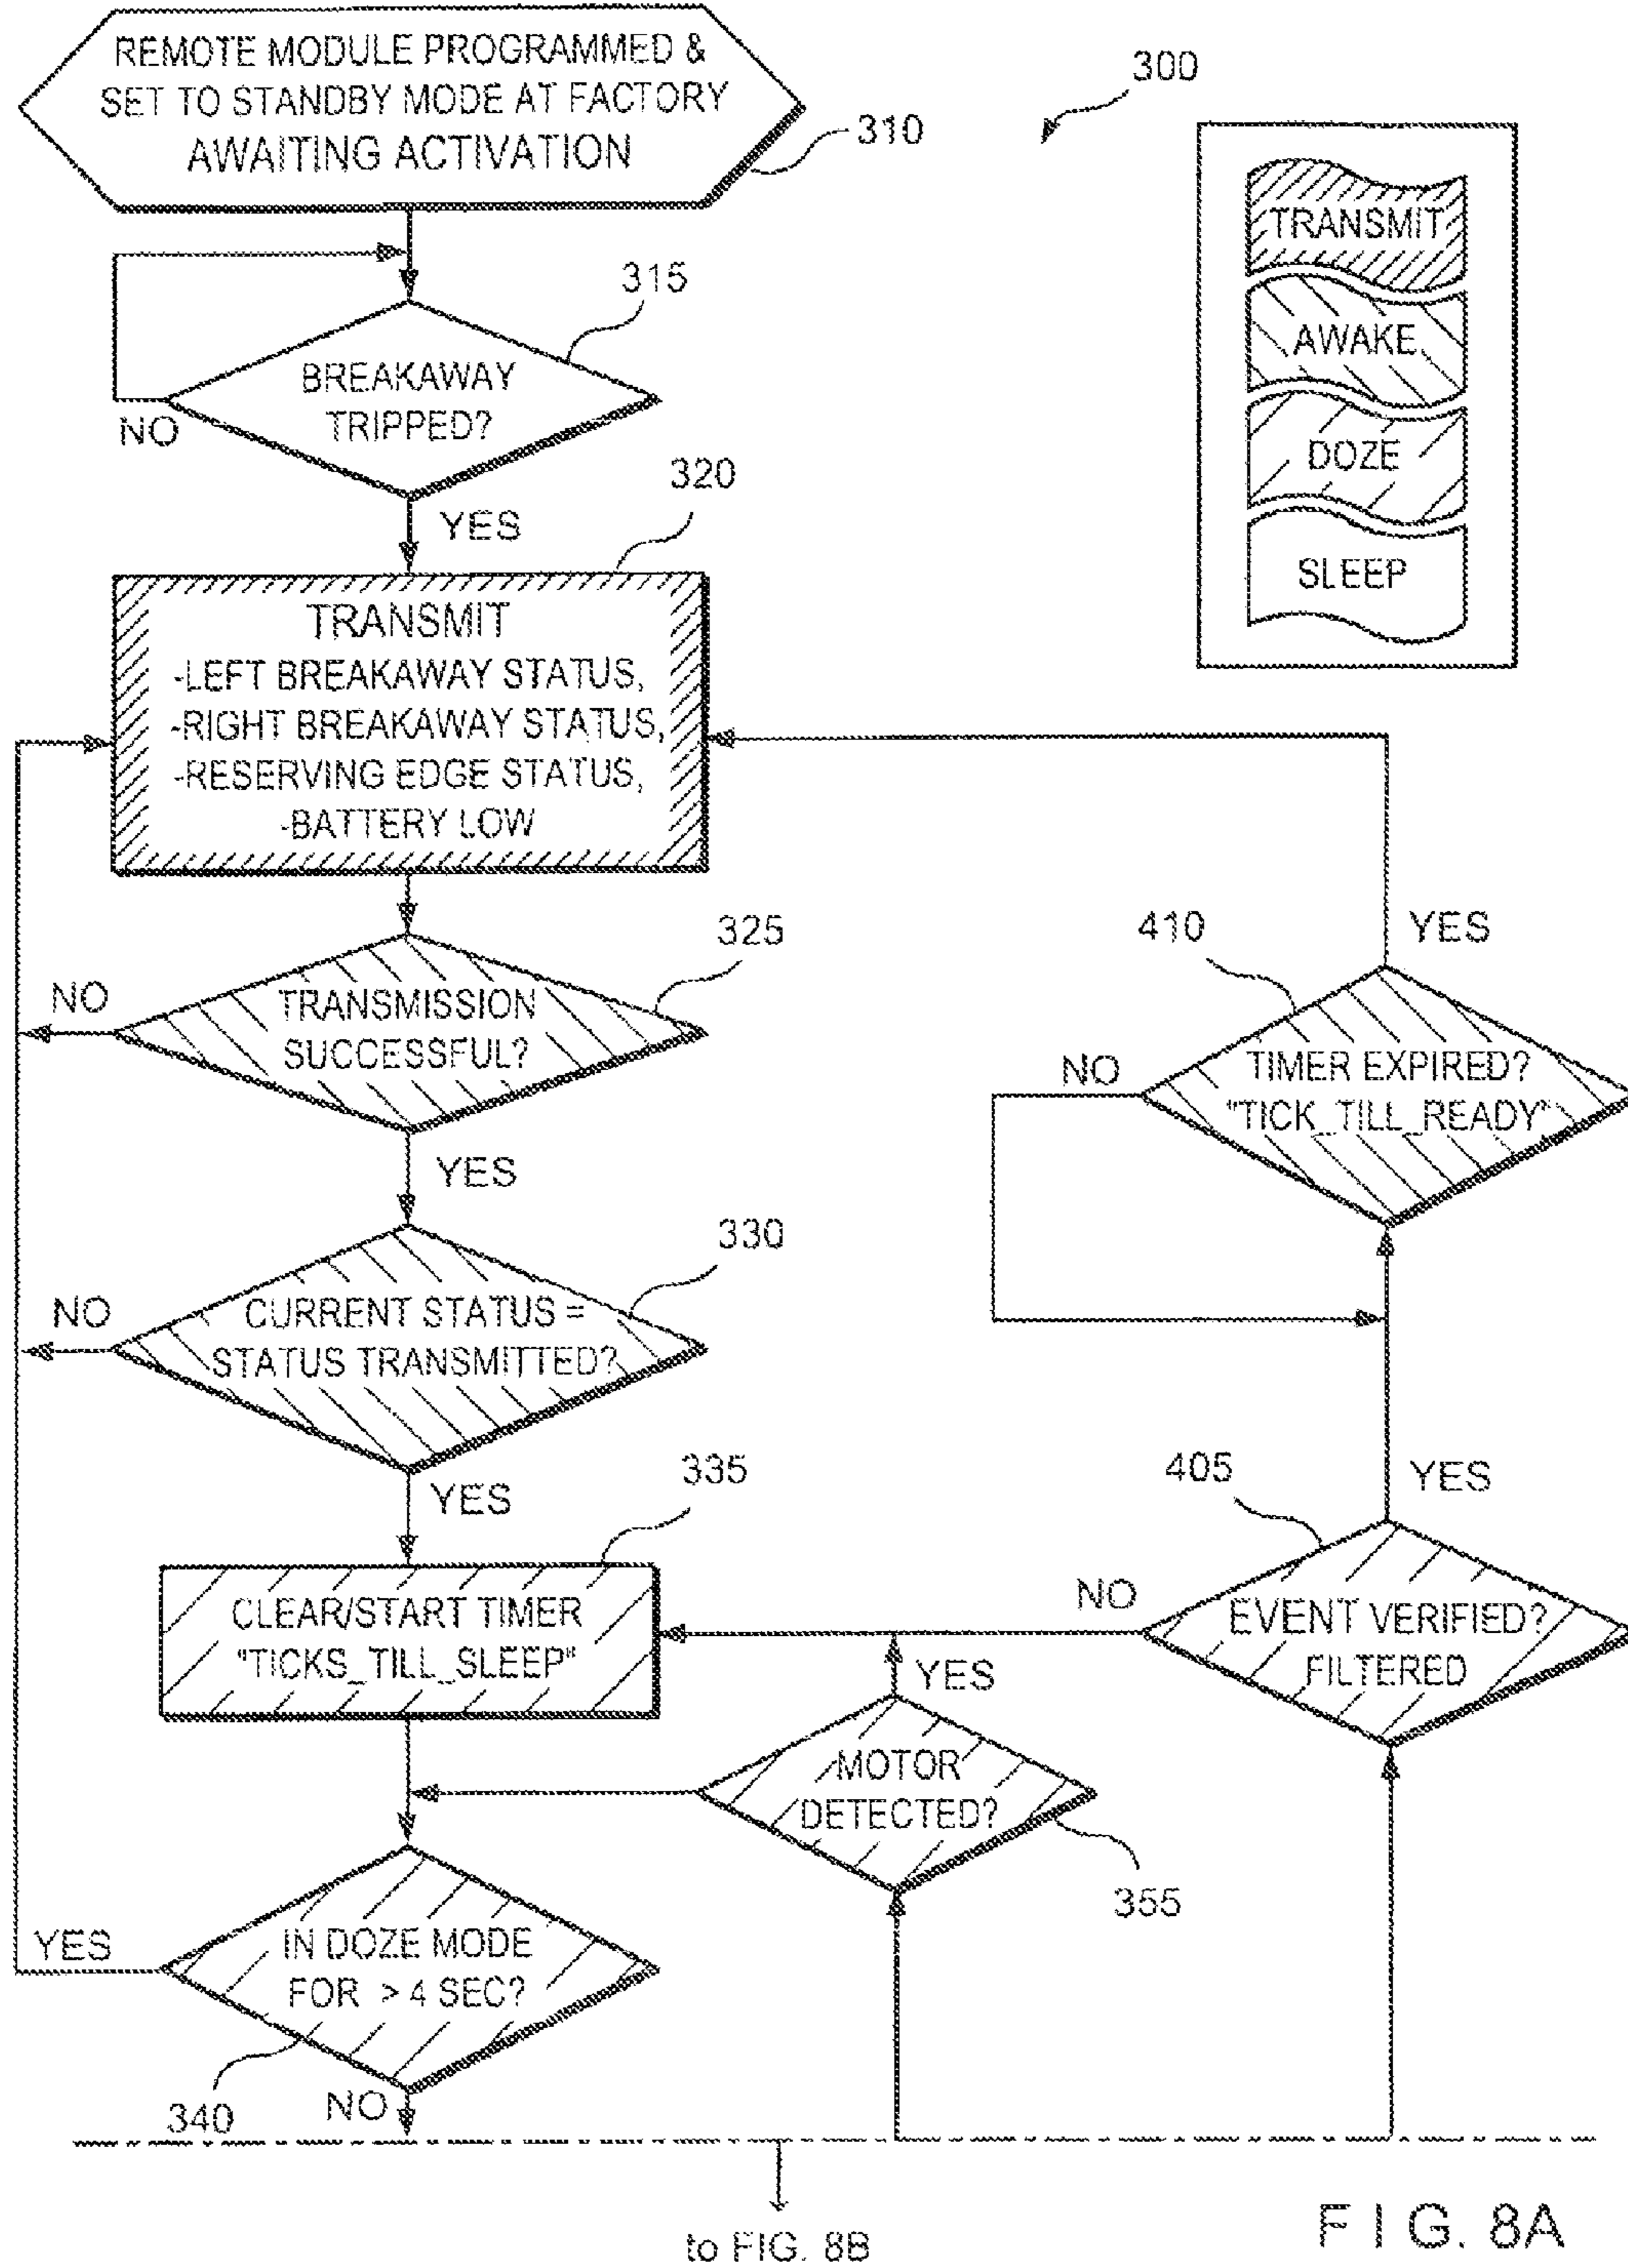 REMOTE MODULE PROGRAMMED &
SET TO STANDBY MODE AT FACTORY
AWAITING ACTIVATION
310
300
TRANSMIT
AWAKE
DOZE
SLEEP
315
BREAKAWAY
TRIPPED?
NO
YES
320
TRANSMIT
-LEFT BREAKAWAY STATUS,
-RIGHT BREAKAWAY STATUS,
-RESERVING EDGE STATUS,
-BATTERY LOW
325
NO
TRANSMISSION
SUCCESSFUL?
YES
330
NO
CURRENT STATUS =
STATUS TRANSMITTED?
YES
335
CLEAR/START TIMER
"TICKS_TILL_SLEEP"
YES
IN DOZE MODE
FOR > 4 SEC?
340
NO
410
YES
NO
TIMER EXPIRED?
"TICK_TILL_READY"
405
YES
NO
EVENT VERIFIED?
FILTERED
YES
MOTOR
DETECTED?
355
to FIG. 8B
FIG. 8A